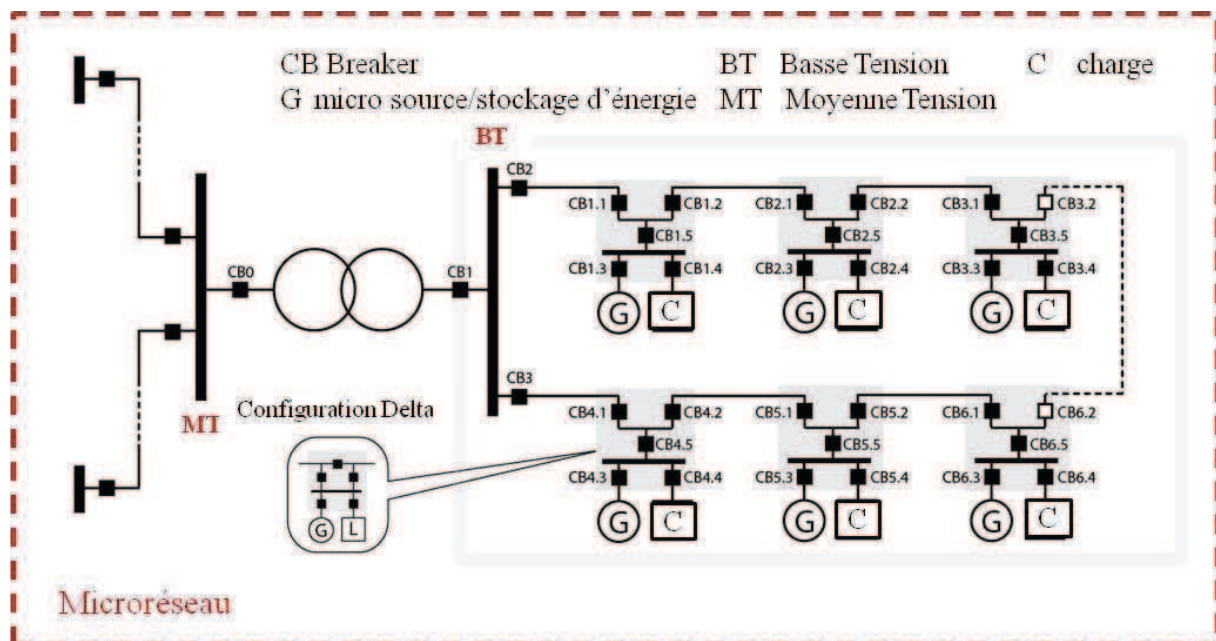 CB Breaker BT Basse Tension C charge
G micro source/stockage d'énergie MT Moyenne Tension
BT
CB2
CB1.1 CB1.2 CB2.1 CB2.2 CB3.1 CB3.2
CB1.5 CB2.5 CB3.5
CB0 CB1 CB1.3 CB1.4 CB2.3 CB2.4 CB3.3 CB3.4
G C G C G C
CB3
MT Configuration Delta CB4.1 CB4.2 CB5.1 CB5.2 CB6.1 CB6.2
CB4.5 CB5.5 CB6.5
CB4.3 CB4.4 CB5.3 CB5.4 CB6.3 CB6.4
G L G C G C G C
Microréseau